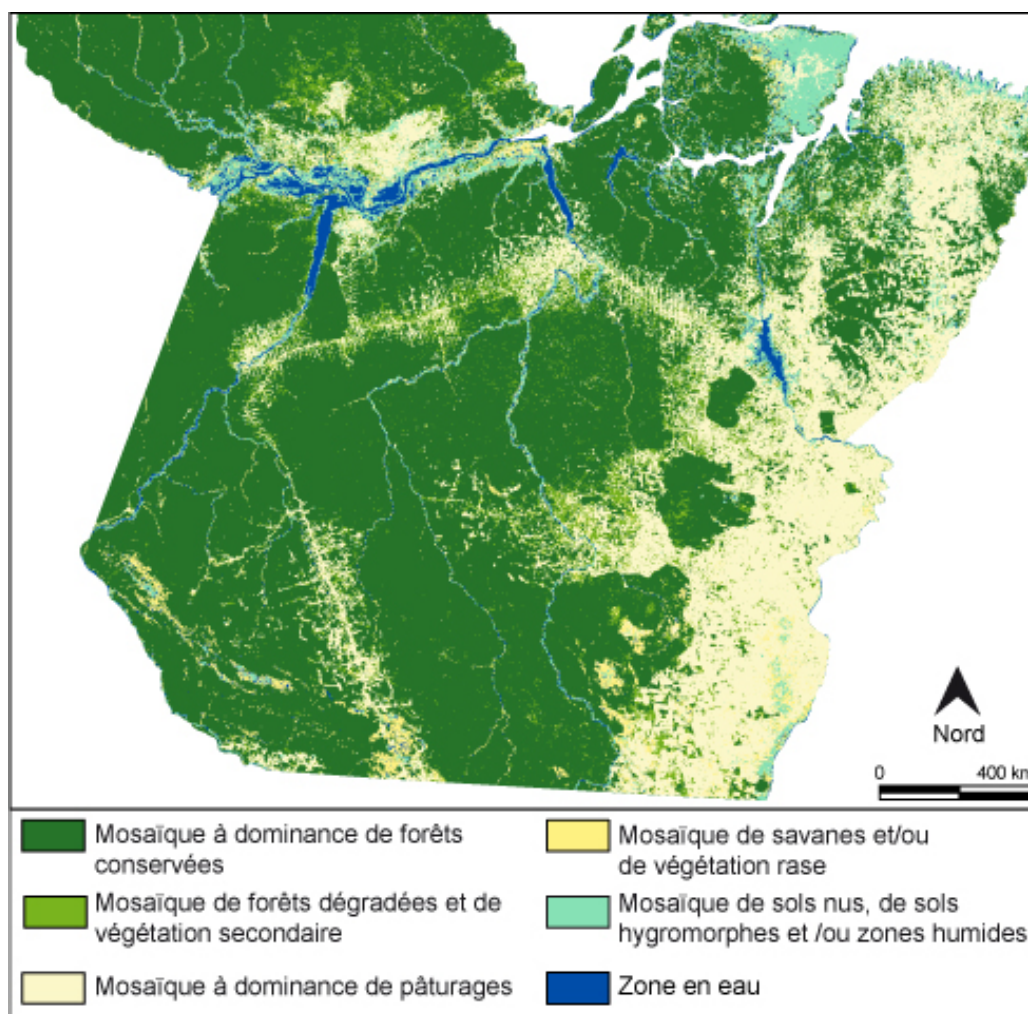 Nord
0 400 km
Mosaïque à dominance de forêts
conservées
Mosaïque de forêts dégradées et de
végétation secondaire
Mosaïque à dominance de pâturages
Mosaïque de savanes et/ou
de végétation rase
Mosaïque de sols nus, de sols
hygromorphes et /ou zones humides
Zone en eau